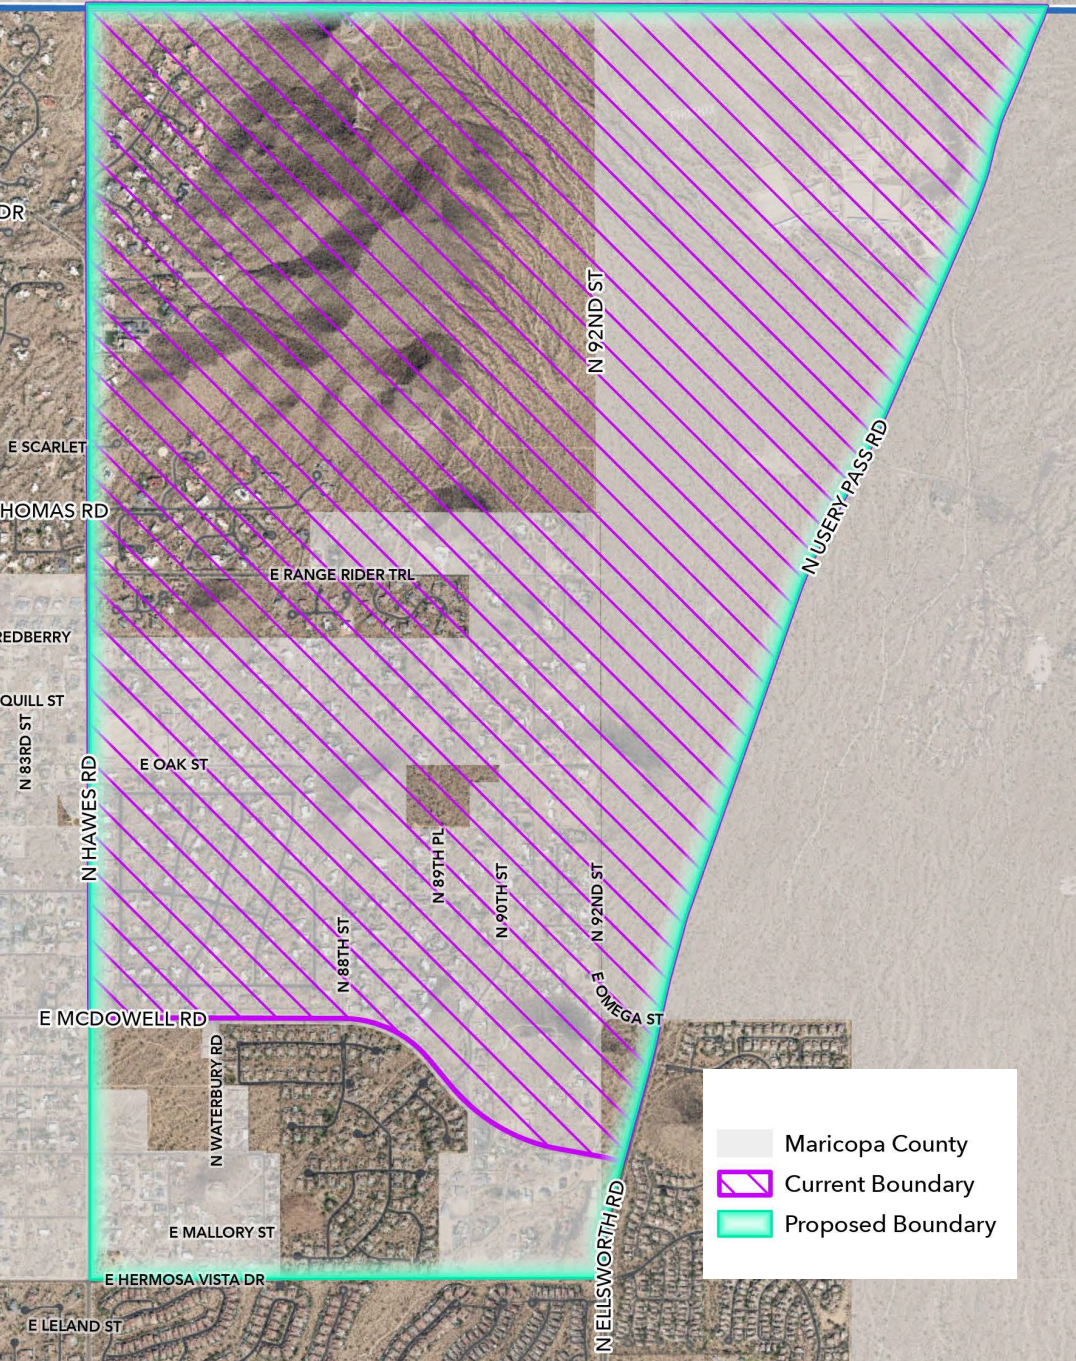 DR
N 92ND ST
E SCARLET
HOMAS RD
N USERY PASS RD
E RANGE RIDER TRL
REDBERRY
QUILL ST
N 83RD ST
E OAK ST
N HAWES RD
N 89TH PL
N 90TH ST
N 92ND ST
N 88TH ST
E OMEGA ST
E MCDOWELL RD
N WATERBURY RD
Maricopa County
Current Boundary
Proposed Boundary
E MALLORY ST
N ELLSWORTH RD
E HERMOSA VISTA DR
E LELAND ST